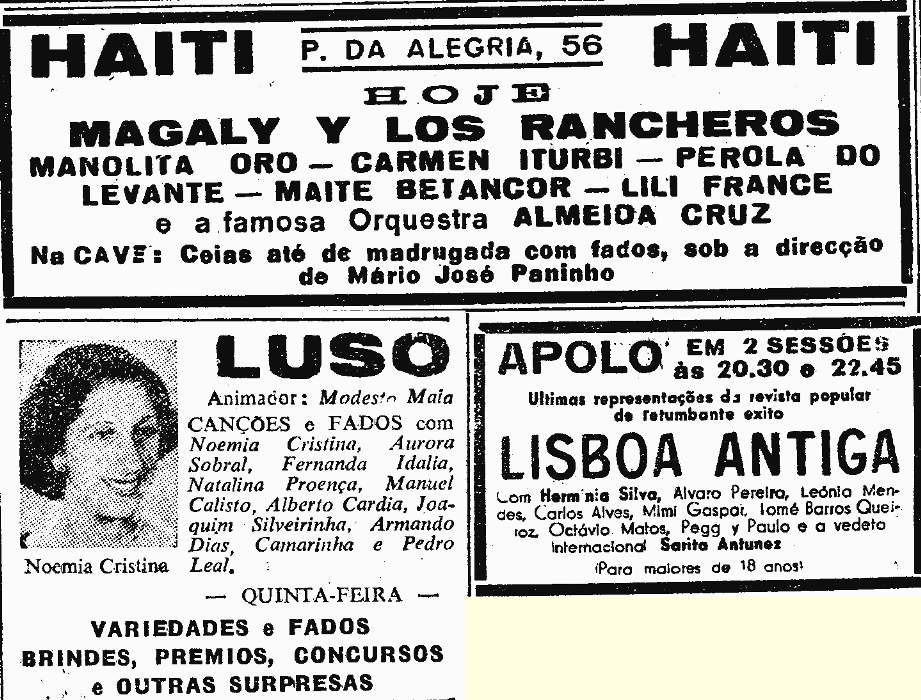 HAITI P. DA ALEGRIA, 56 HAITI
HOJE
MAGALY Y LOS RANCHEROS
MANOLITA ORO — CARMEN ITURBI — PEROLA DO
LEVANTE — MAITE BETANCOR — LILI FRANCE
e a famosa Orquestra ALMEIDA CRUZ
Na CAVE: Ceias até de madrugada com fados, sob a direcção
de Mário José Paninho
LUSO
Animador: Modesto Maia
CANÇÕES e FADOS com
Noemia Cristina, Aurora
Sobral, Fernanda Idalia,
Natalina Proença, Manuel
Calisto, Alberto Cardia, Joa-
quim Silveirinha, Armando
Dias, Camarinha e Pedro
Leal.
Noemia Cristina
— QUINTA-FEIRA —
VARIEDADES e FADOS
BRINDES, PREMIOS, CONCURSOS
e OUTRAS SURPRESAS
APOLO EM 2 SESSÕES
às 20.30 e 22.45
Ultimas representações da revista popular
de retumbante exito
LISBOA ANTIGA
Com Herminia Silva, Alvaro Pereira, Leónia Men-
des, Carlos Alves, Mimi Gaspar, Tomé Barros Quei-
roz, Octávio Matos, Pegg y Paulo e a vedeta
internacional Sarita Antunez
(Para maiores de 18 anos)